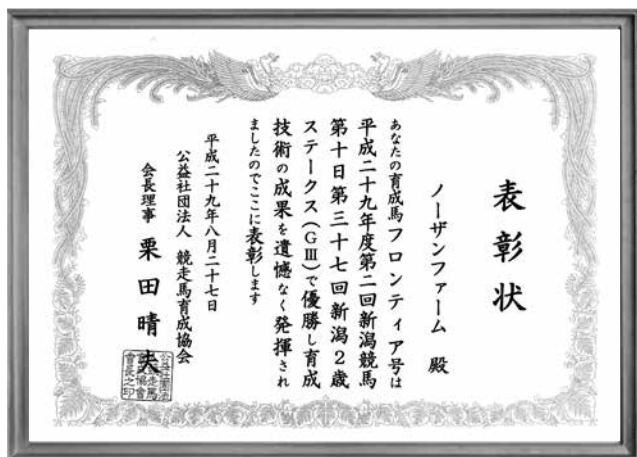 表彰状
ノーザンファーム 殿
あなたの育成馬フロンティア号は
平成二十九年度第二回新潟競馬
第十日第三十七回新潟2歳
ステークス(GⅢ)で優勝し育成
技術の成果を遺憾なく発揮され
ましたのでここに表彰します
平成二十九年八月二十七日
公益社団法人 競走馬育成協会
会長理事 栗田晴夫